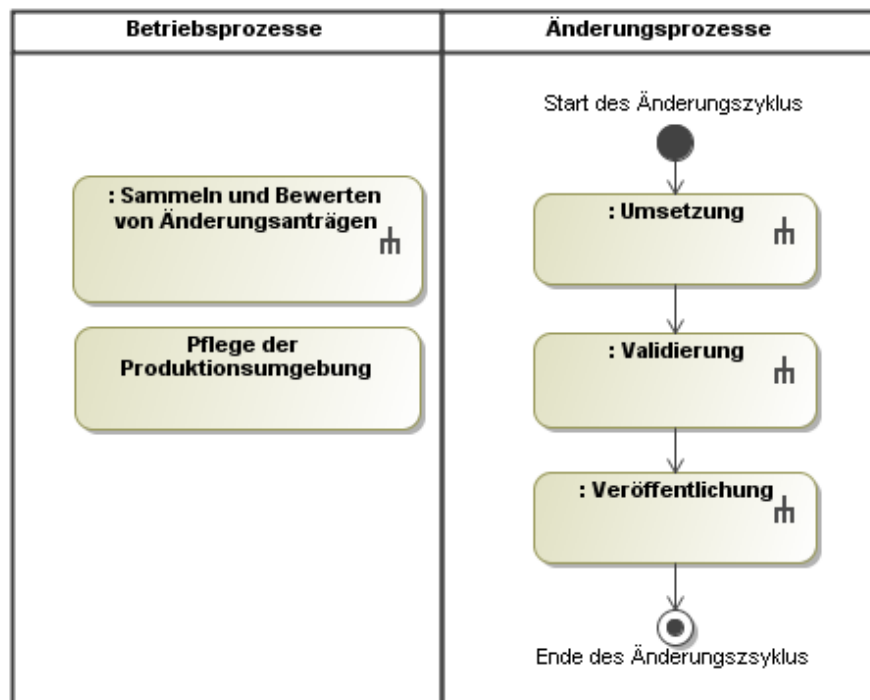 Betriebsprozesse
Änderungsprozesse
Start des Änderungszyklus
: Sammeln und Bewerten
von Änderungsanträgen
Pflege der
Produktionsumgebung
: Umsetzung
: Validierung
: Veröffentlichung
Ende des Änderungszsyklus